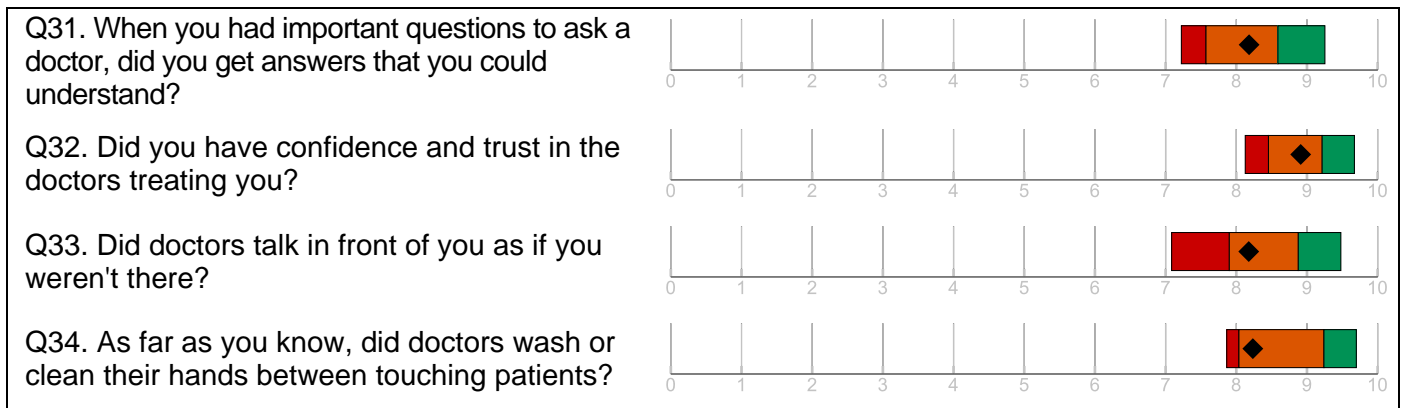 Q31. When you had important questions to ask a
doctor, did you get answers that you could
understand?
0 1 2 3 4 5 6 7 8 9 10
Q32. Did you have confidence and trust in the
doctors treating you?
0 1 2 3 4 5 6 7 8 9 10
Q33. Did doctors talk in front of you as if you
weren't there?
0 1 2 3 4 5 6 7 8 9 10
Q34. As far as you know, did doctors wash or
clean their hands between touching patients?
0 1 2 3 4 5 6 7 8 9 10